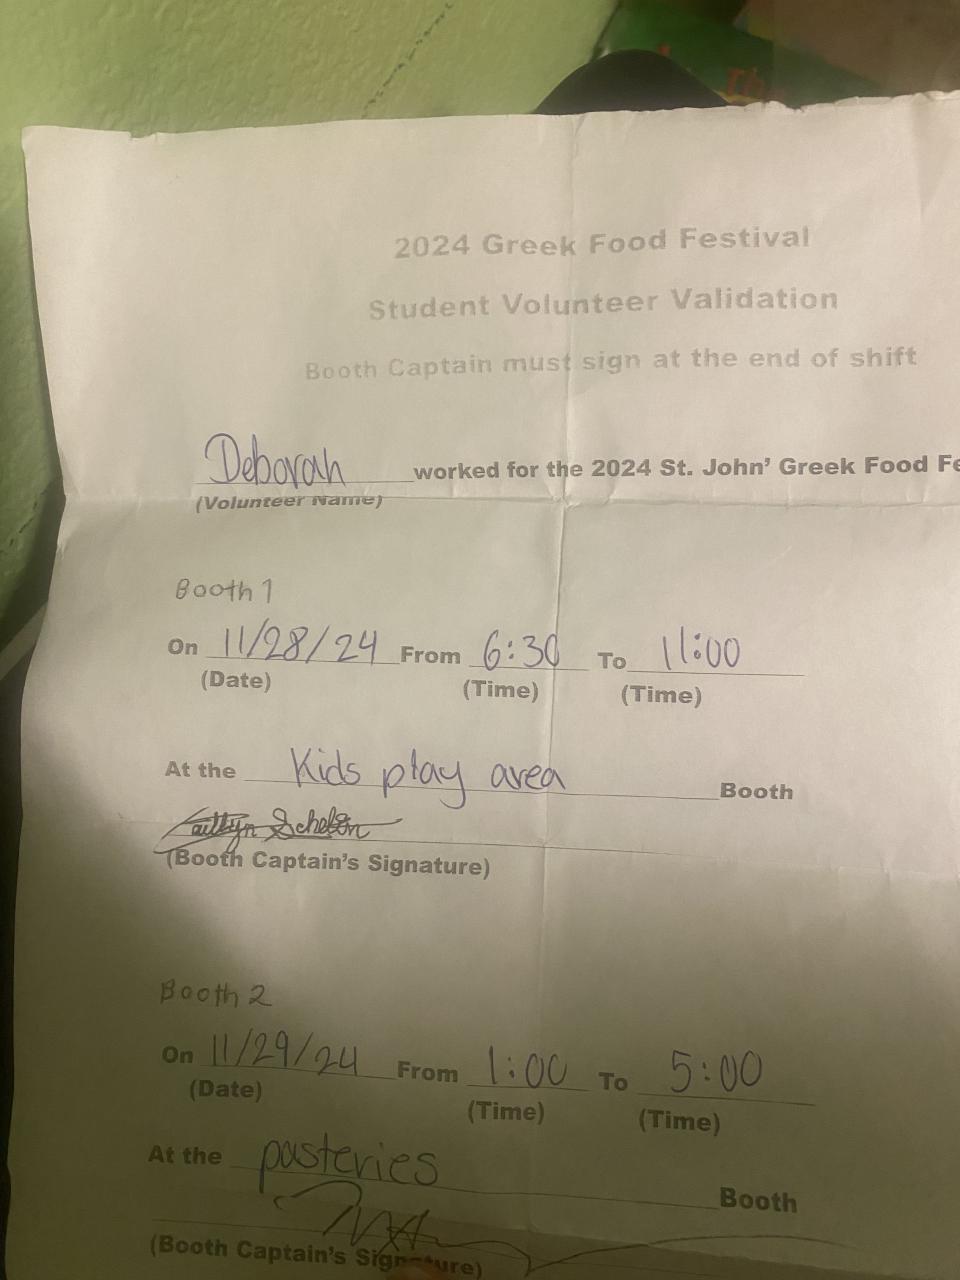 2024 Greek Food Festival
Student Volunteer Validation
Booth Captain must sign at the end of shift
Deborah worked for the 2024 St. John' Greek Food Fe
(Volunteer Name)
Booth 1
On 11/28/24 From 6:30 To 11:00
(Date) (Time) (Time)
At the Kids play area Booth
(Booth Captain's Signature)
Booth 2
On 11/29/24 From 1:00 To 5:00
(Date) (Time) (Time)
At the pasteries Booth
(Booth Captain's Signature)